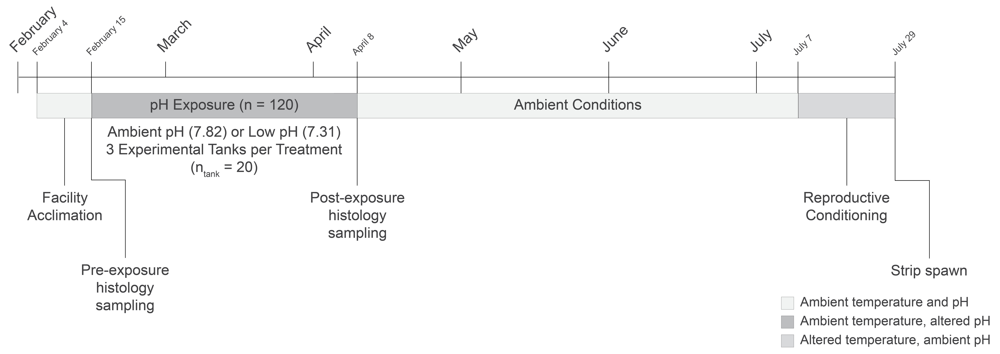 February
February 4
February 15
March
April
April 8
May
June
July
July 7
July 29
pH Exposure (n = 120)
Ambient Conditions
Ambient pH (7.82) or Low pH (7.31)
3 Experimental Tanks per Treatment
(ntank = 20)
Facility
Acclimation
Pre-exposure
histology
sampling
Post-exposure
histology
sampling
Reproductive
Conditioning
Strip spawn
Ambient temperature and pH
Ambient temperature, altered pH
Altered temperature, ambient pH